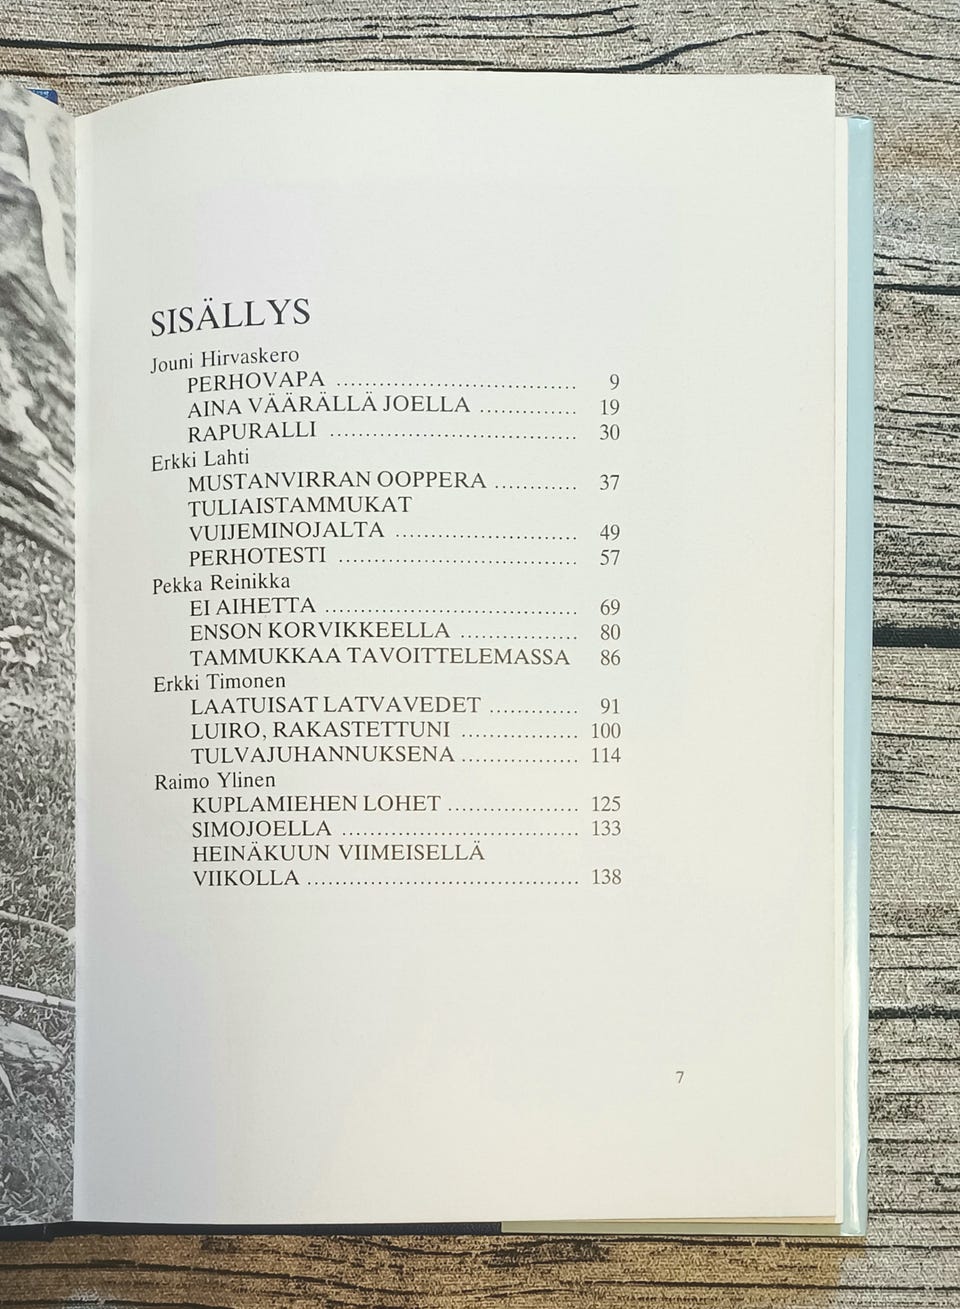 SISÄLLYS
Jouni Hirvaskero
PERHOVAPA .................................. 9
AINA VÄÄRÄLLÄ JOELLA .............. 19
RAPURALLI ................................... 30
Erkki Lahti
MUSTANVIRRAN OOPPERA ............ 37
TULIAISTAMMUKAT
VUIJEMINOJALTA .......................... 49
PERHOTESTI .................................. 57
Pekka Reinikka
EI AIHETTA .................................... 69
ENSON KORVIKKEELLA ................. 80
TAMMUKKAA TAVOITTELEMASSA 86
Erkki Timonen
LAATUISAT LATVAVEDET ............. 91
LUIRO, RAKASTETTUNI ................. 100
TULVAJUHANNUKSENA ................. 114
Raimo Ylinen
KUPLAMIEHEN LOHET ................... 125
SIMOJOELLA .................................. 133
HEINÄKUUN VIIMEISELLÄ
VIIKOLLA ....................................... 138
7